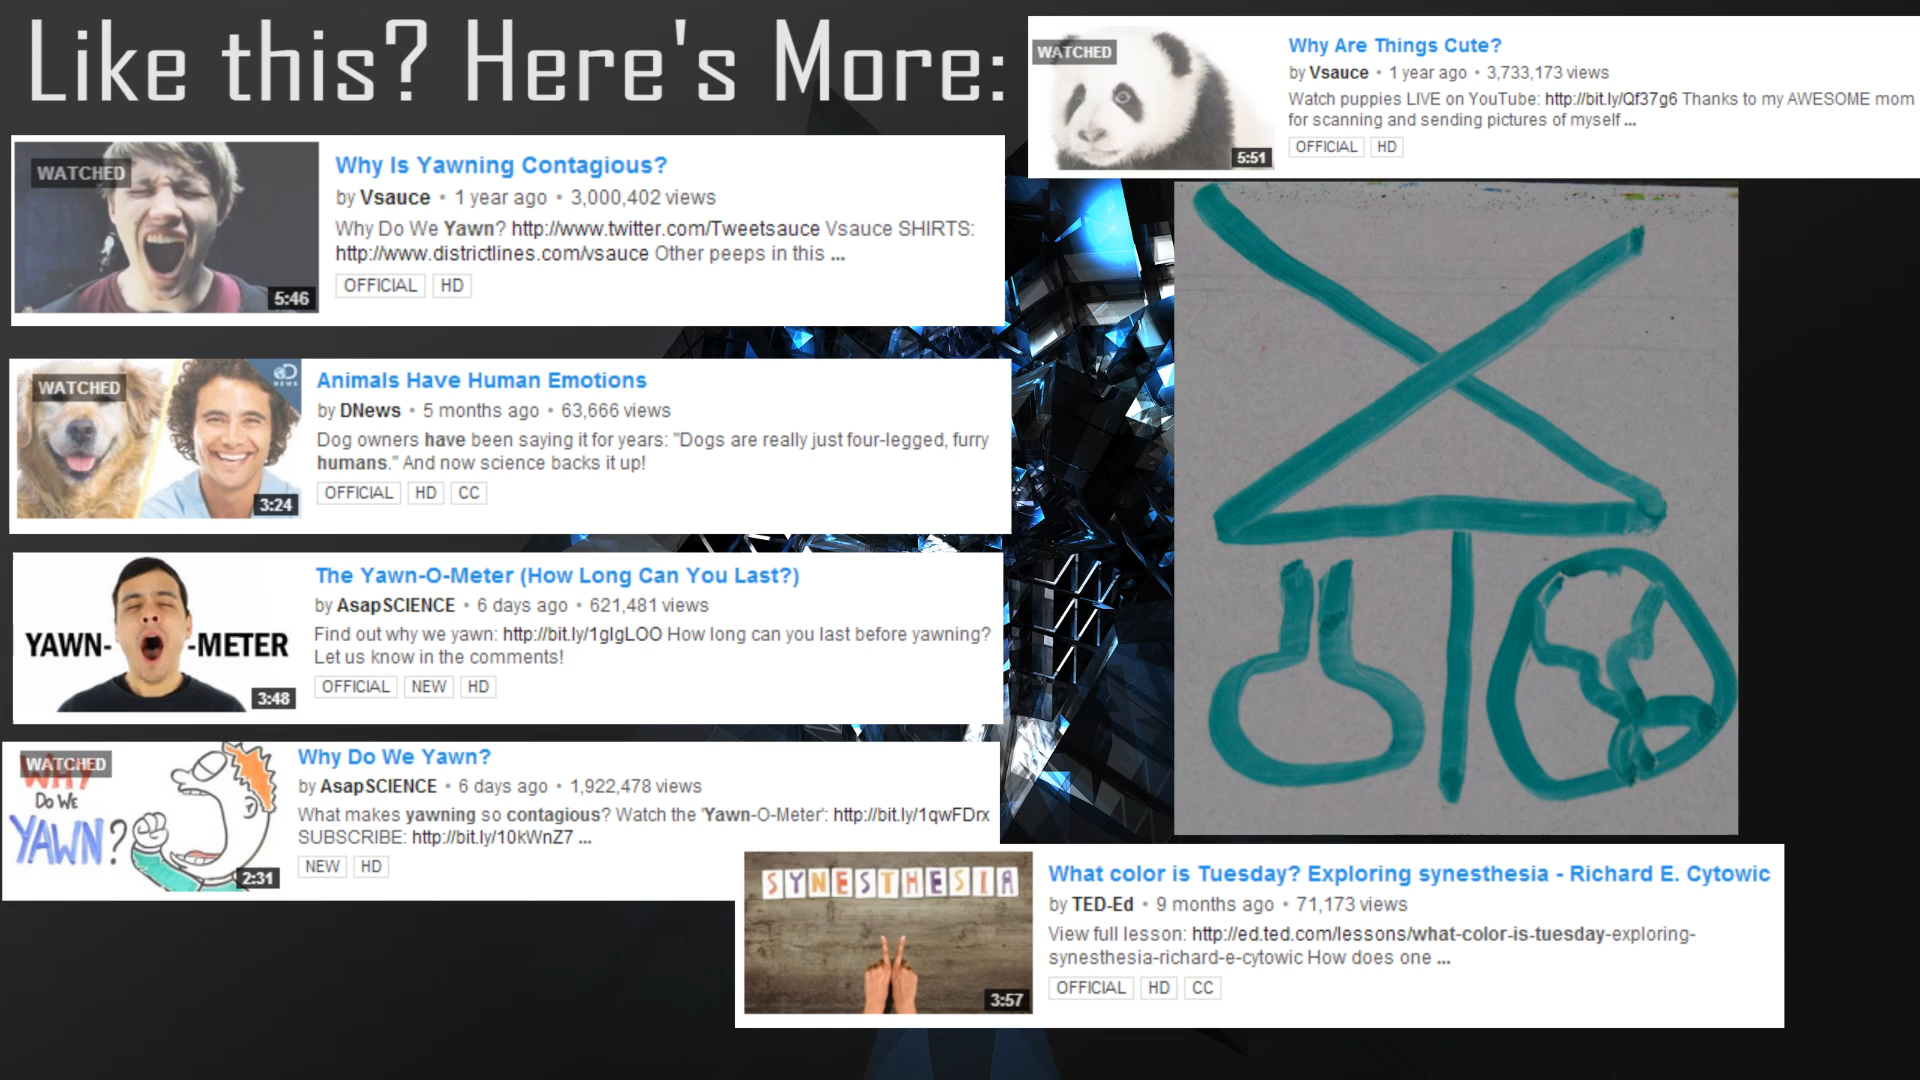 Like this? Here's More:
WATCHED
5:46
Why Is Yawning Contagious?
by Vsauce • 1 year ago • 3,000,402 views
Why Do We Yawn? http://www.twitter.com/Tweetsauce Vsauce SHIRTS:
http://www.districtlines.com/vsauce Other peeps in this ...
OFFICIAL HD
WATCHED
D NEWS
3:24
Animals Have Human Emotions
by DNews • 5 months ago • 63,666 views
Dog owners have been saying it for years: "Dogs are really just four-legged, furry
humans." And now science backs it up!
OFFICIAL HD CC
YAWN- -METER
3:48
The Yawn-O-Meter (How Long Can You Last?)
by AsapSCIENCE • 6 days ago • 621,481 views
Find out why we yawn: http://bit.ly/1glgLOO How long can you last before yawning?
Let us know in the comments!
OFFICIAL NEW HD
WATCHED
WHY
Do WE
YAWN?
2:31
Why Do We Yawn?
by AsapSCIENCE • 6 days ago • 1,922,478 views
What makes yawning so contagious? Watch the 'Yawn-O-Meter': http://bit.ly/1qwFDrx
SUBSCRIBE: http://bit.ly/10kWnZ7 ...
NEW HD
WATCHED
5:51
Why Are Things Cute?
by Vsauce • 1 year ago • 3,733,173 views
Watch puppies LIVE on YouTube: http://bit.ly/Qf37g6 Thanks to my AWESOME mom
for scanning and sending pictures of myself ...
OFFICIAL HD
SYNESTHESIA
3:57
What color is Tuesday? Exploring synesthesia - Richard E. Cytowic
by TED-Ed • 9 months ago • 71,173 views
View full lesson: http://ed.ted.com/lessons/what-color-is-tuesday-exploring-
synesthesia-richard-e-cytowic How does one ...
OFFICIAL HD CC